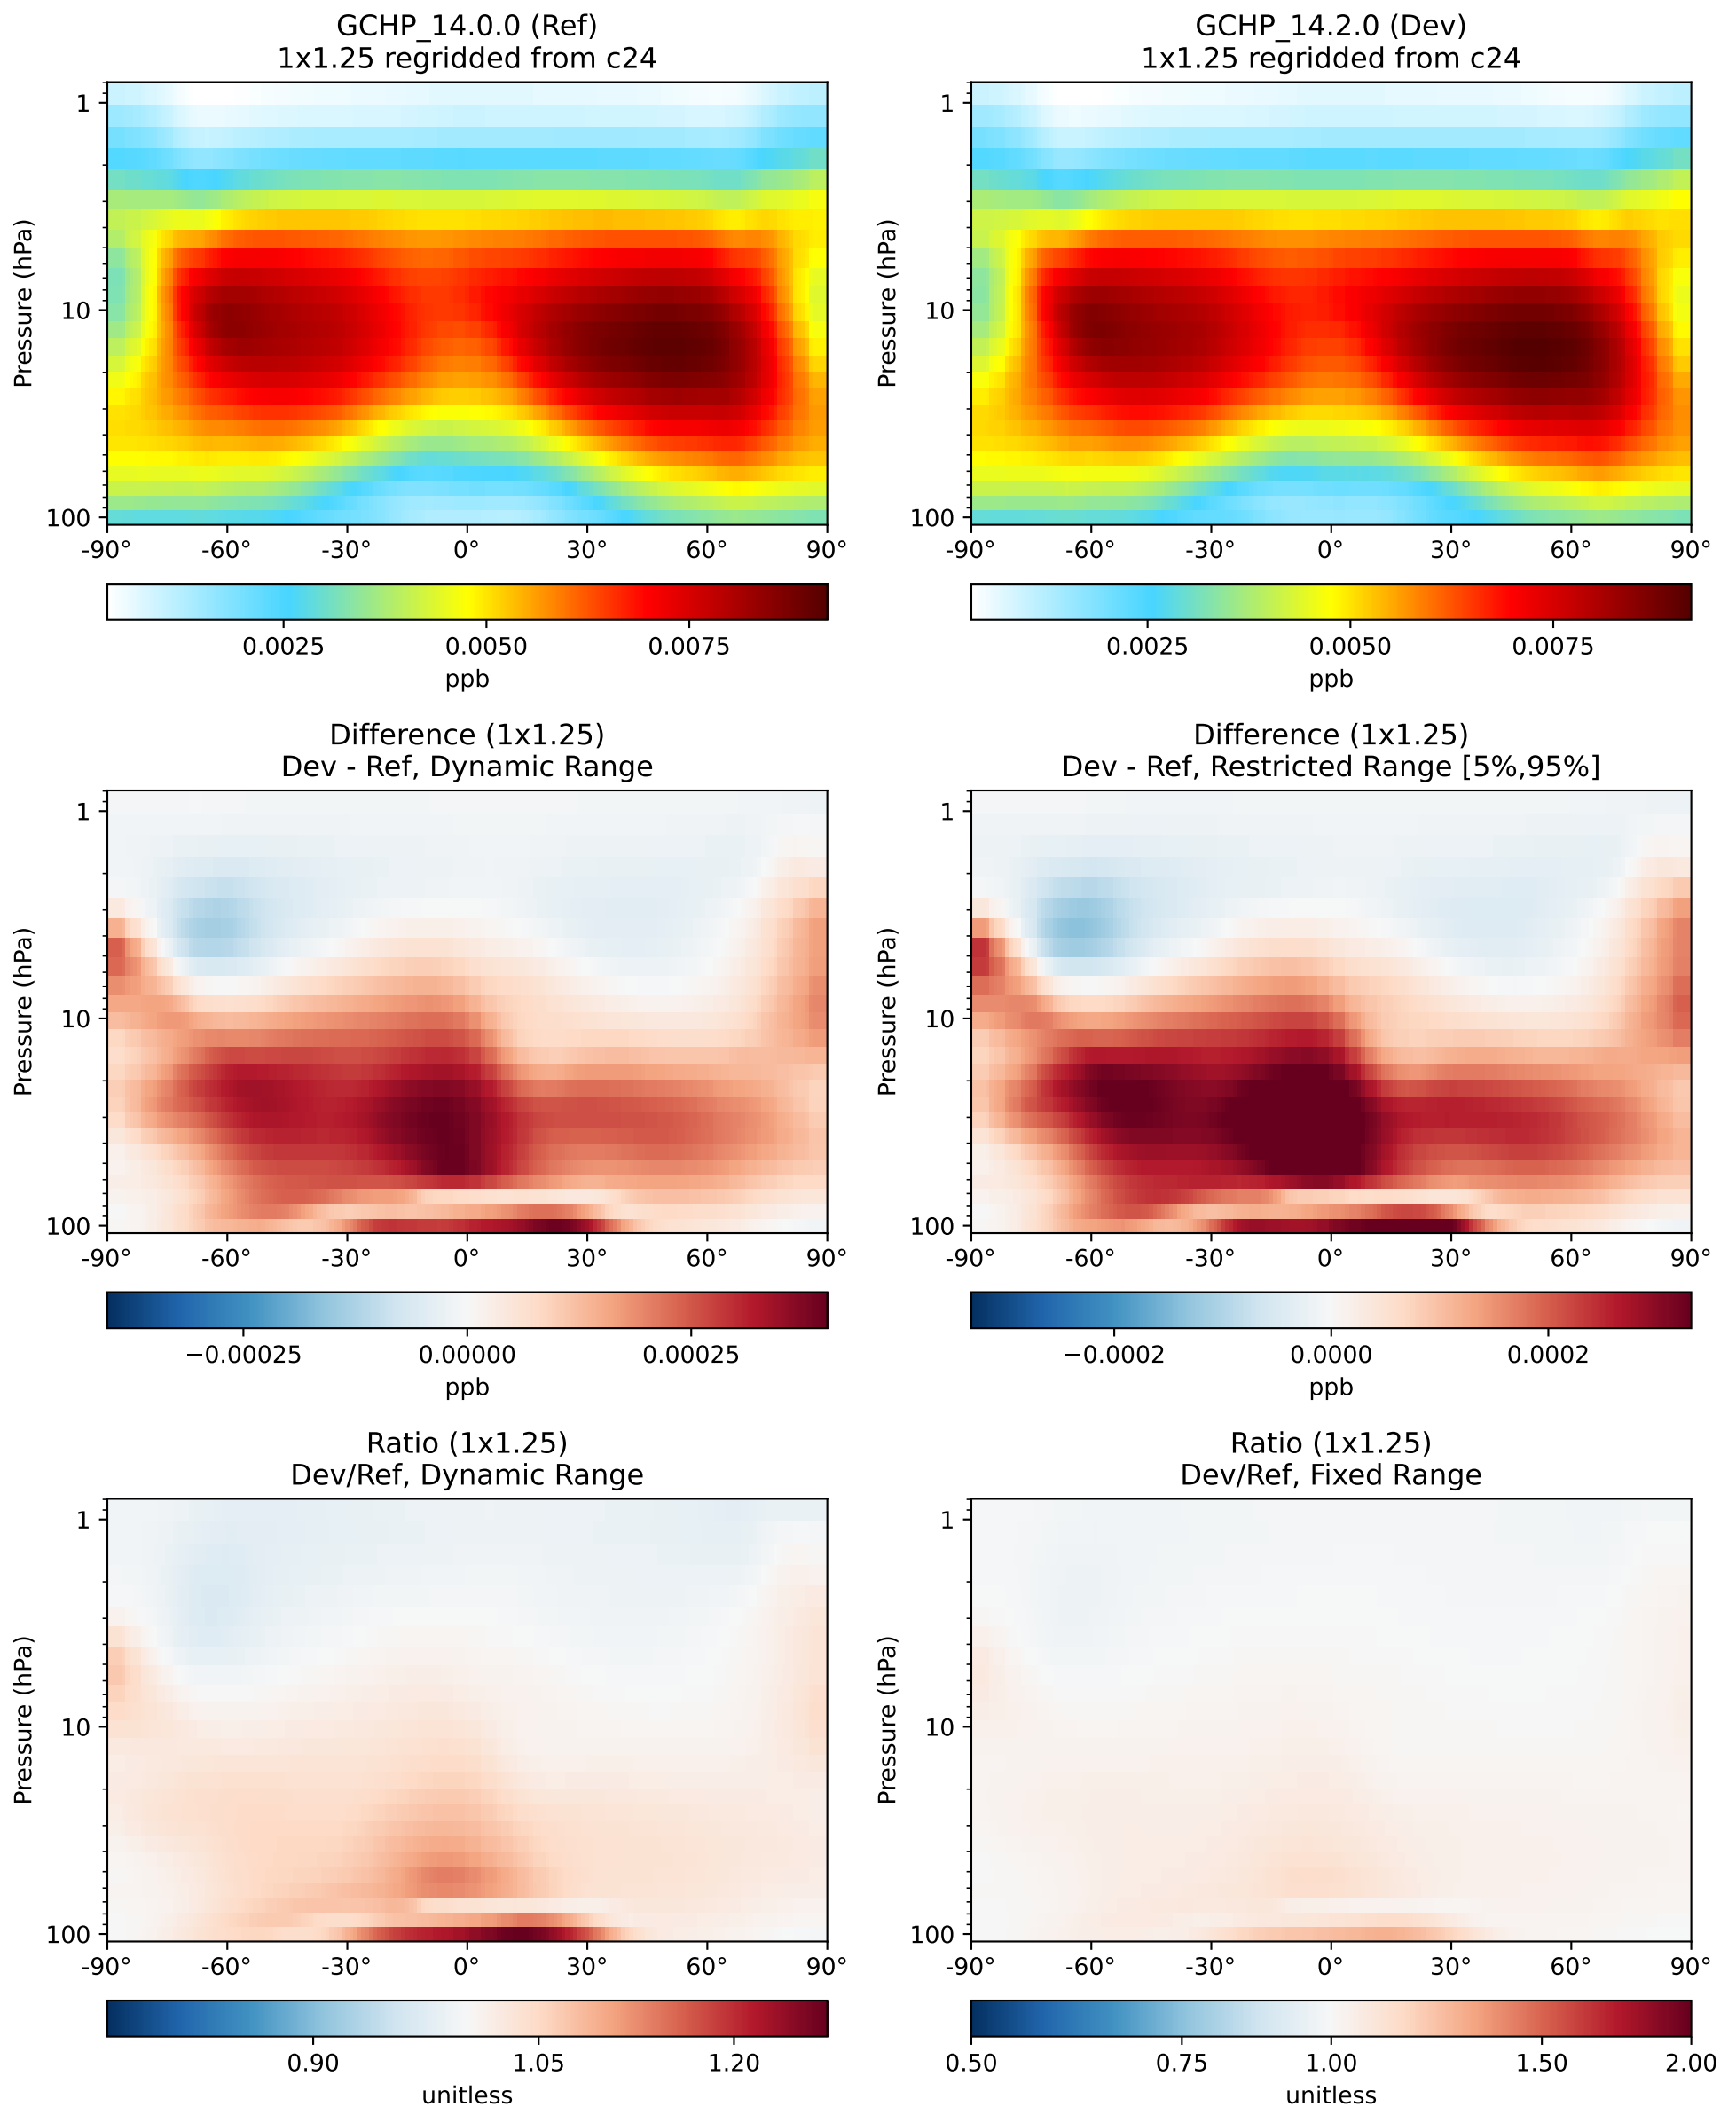 GCHP_14.0.0 (Ref)
1x1.25 regridded from c24
Pressure (hPa)
1
10
100
-90° -60° -30° 0° 30° 60° 90°
0.0025 0.0050 0.0075
ppb
GCHP_14.2.0 (Dev)
1x1.25 regridded from c24
Pressure (hPa)
1
10
100
-90° -60° -30° 0° 30° 60° 90°
0.0025 0.0050 0.0075
ppb
Difference (1x1.25)
Dev - Ref, Dynamic Range
Pressure (hPa)
1
10
100
-90° -60° -30° 0° 30° 60° 90°
−0.00025 0.00000 0.00025
ppb
Difference (1x1.25)
Dev - Ref, Restricted Range [5%,95%]
Pressure (hPa)
1
10
100
-90° -60° -30° 0° 30° 60° 90°
−0.0002 0.0000 0.0002
ppb
Ratio (1x1.25)
Dev/Ref, Dynamic Range
Pressure (hPa)
1
10
100
-90° -60° -30° 0° 30° 60° 90°
0.90 1.05 1.20
unitless
Ratio (1x1.25)
Dev/Ref, Fixed Range
Pressure (hPa)
1
10
100
-90° -60° -30° 0° 30° 60° 90°
0.50 0.75 1.00 1.50 2.00
unitless